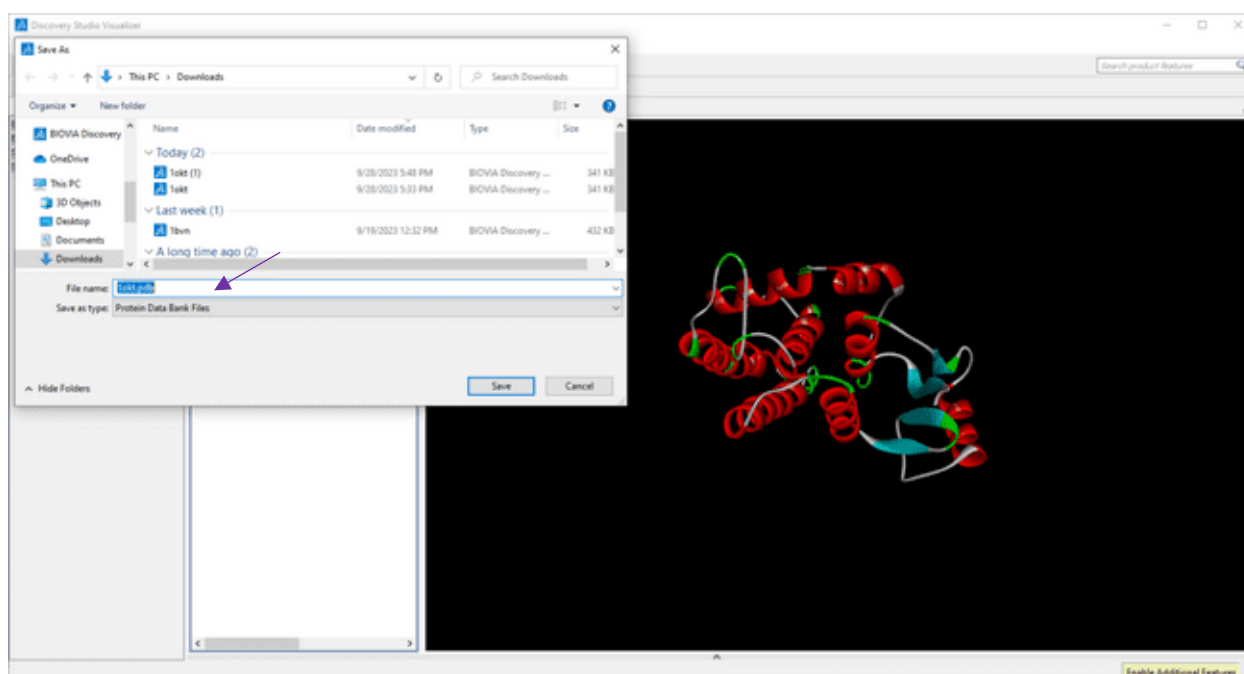 Discovery Studio Visualizer
Save As
This PC > Downloads
Search Downloads
Search product features
Organize
New folder
BIOVIA Discovery
OneDrive
This PC
3D Objects
Desktop
Documents
Downloads
Name Date modified Type Size
Today (2)
1okt (1) 9/28/2023 5:48 PM BIOVIA Discovery ... 341 KB
1okt 9/28/2023 5:33 PM BIOVIA Discovery ... 341 KB
Last week (1)
1bvn 9/19/2023 12:32 PM BIOVIA Discovery ... 432 KB
A long time ago (2)
File name: 1okt.pdb
Save as type: Protein Data Bank Files
Hide Folders
Save
Cancel
Enable Additional Features